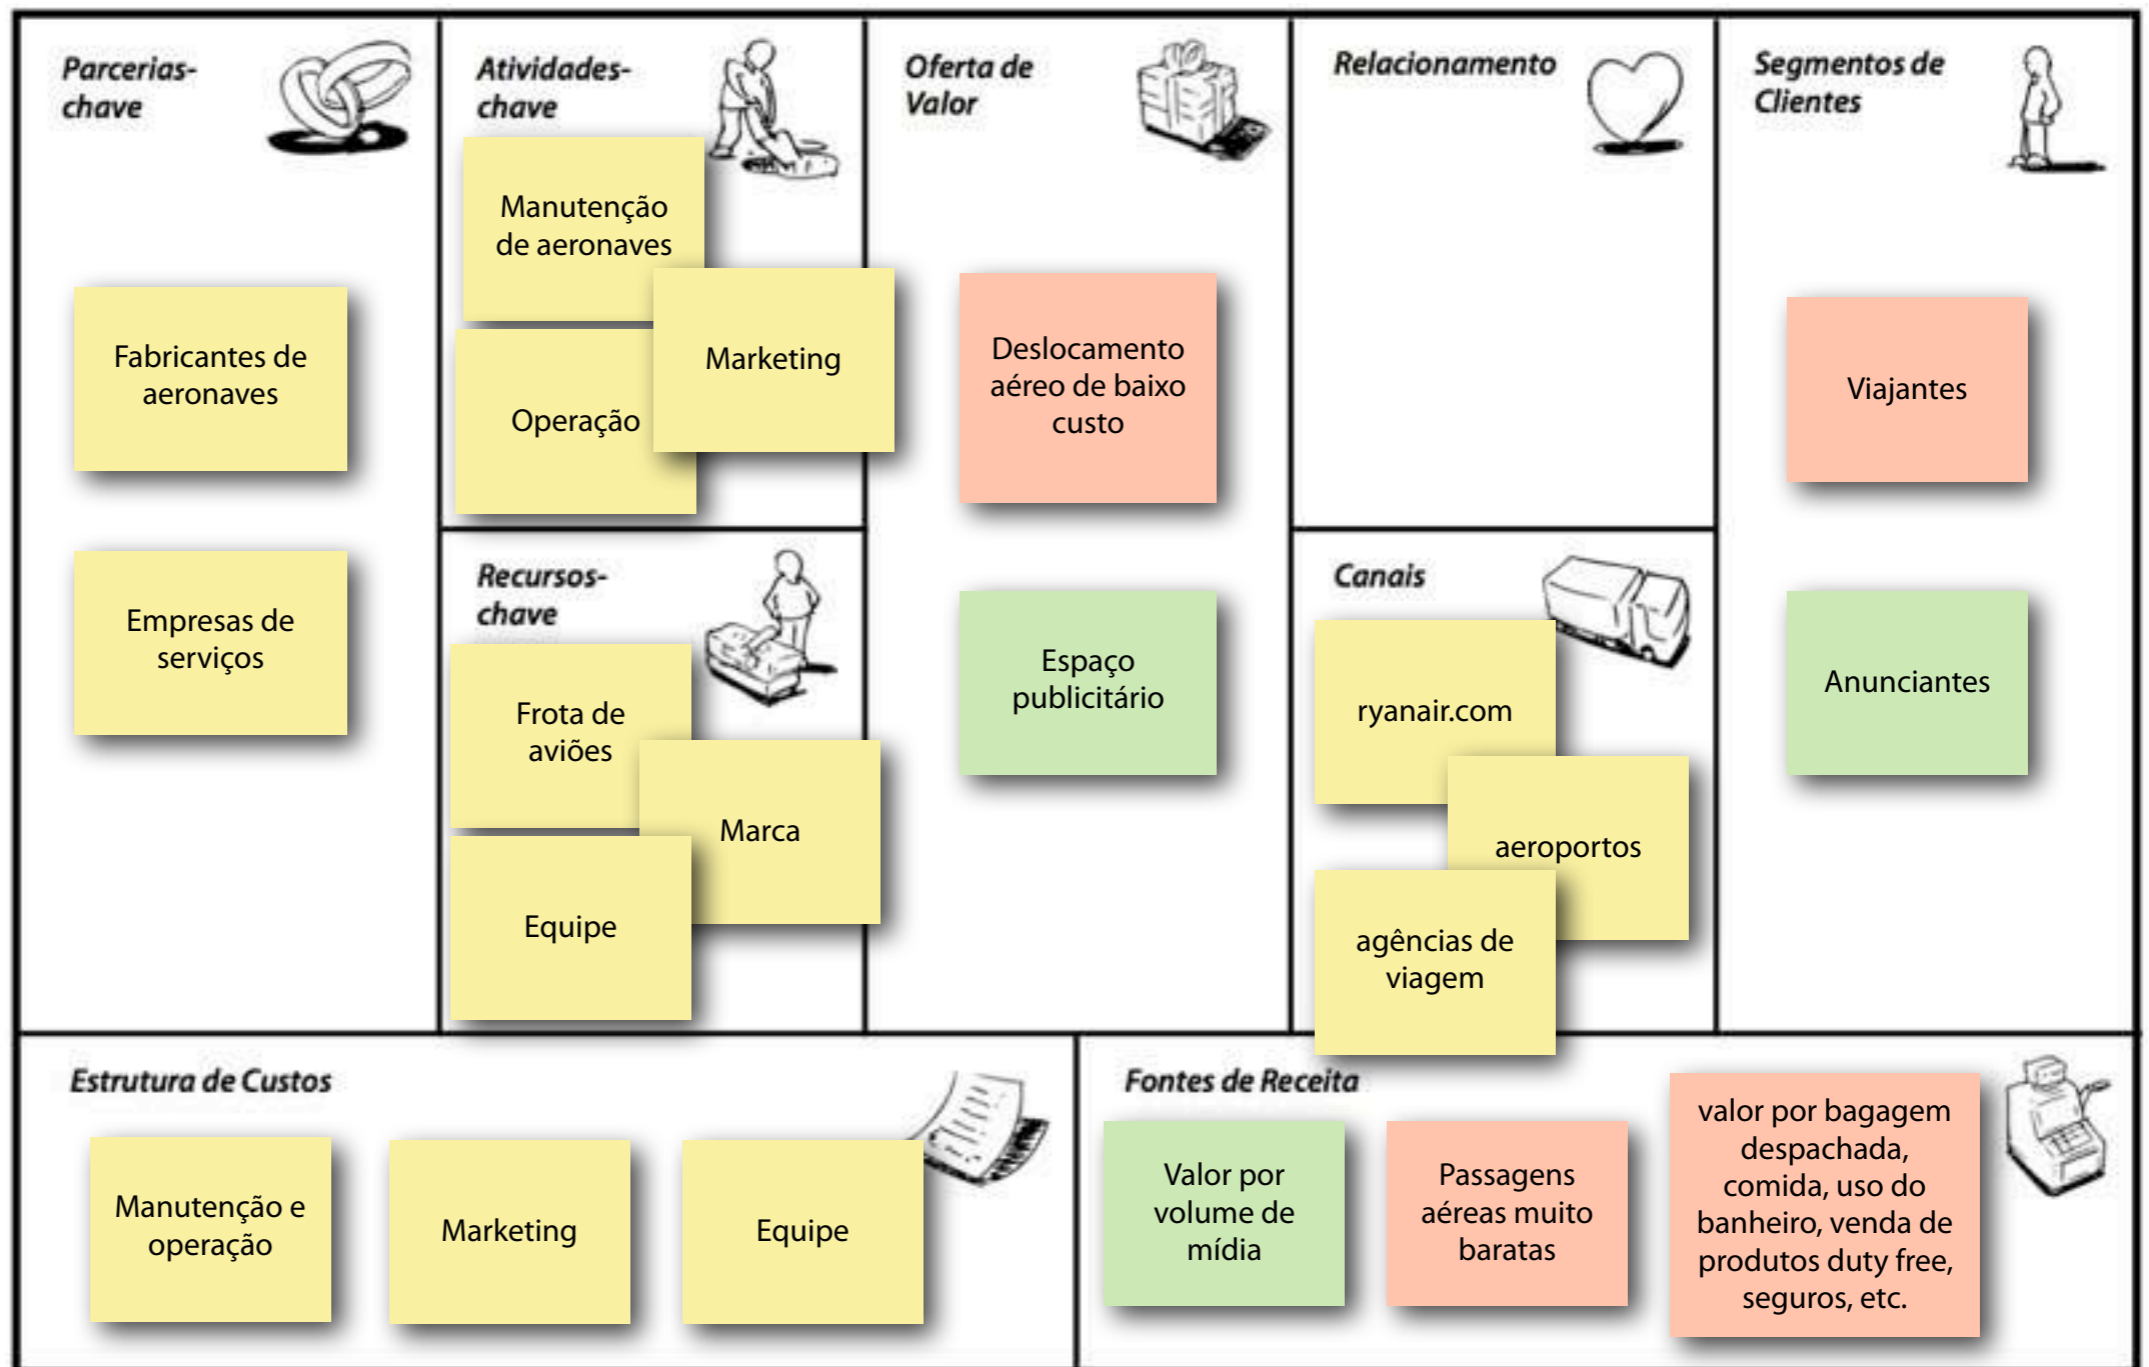 Parcerias-
chave
Fabricantes de
aeronaves
Empresas de
serviços
Atividades-
chave
Manutenção
de aeronaves
Marketing
Operação
Recursos-
chave
Frota de
aviões
Marca
Equipe
Oferta de
Valor
Deslocamento
aéreo de baixo
custo
Espaço
publicitário
Relacionamento
Canais
ryanair.com
aeroportos
agências de
viagem
Segmentos de
Clientes
Viajantes
Anunciantes
Estrutura de Custos
Manutenção e
operação
Marketing
Equipe
Fontes de Receita
Valor por
volume de
mídia
Passagens
aéreas muito
baratas
valor por bagagem
despachada,
comida, uso do
banheiro, venda de
produtos duty free,
seguros, etc.